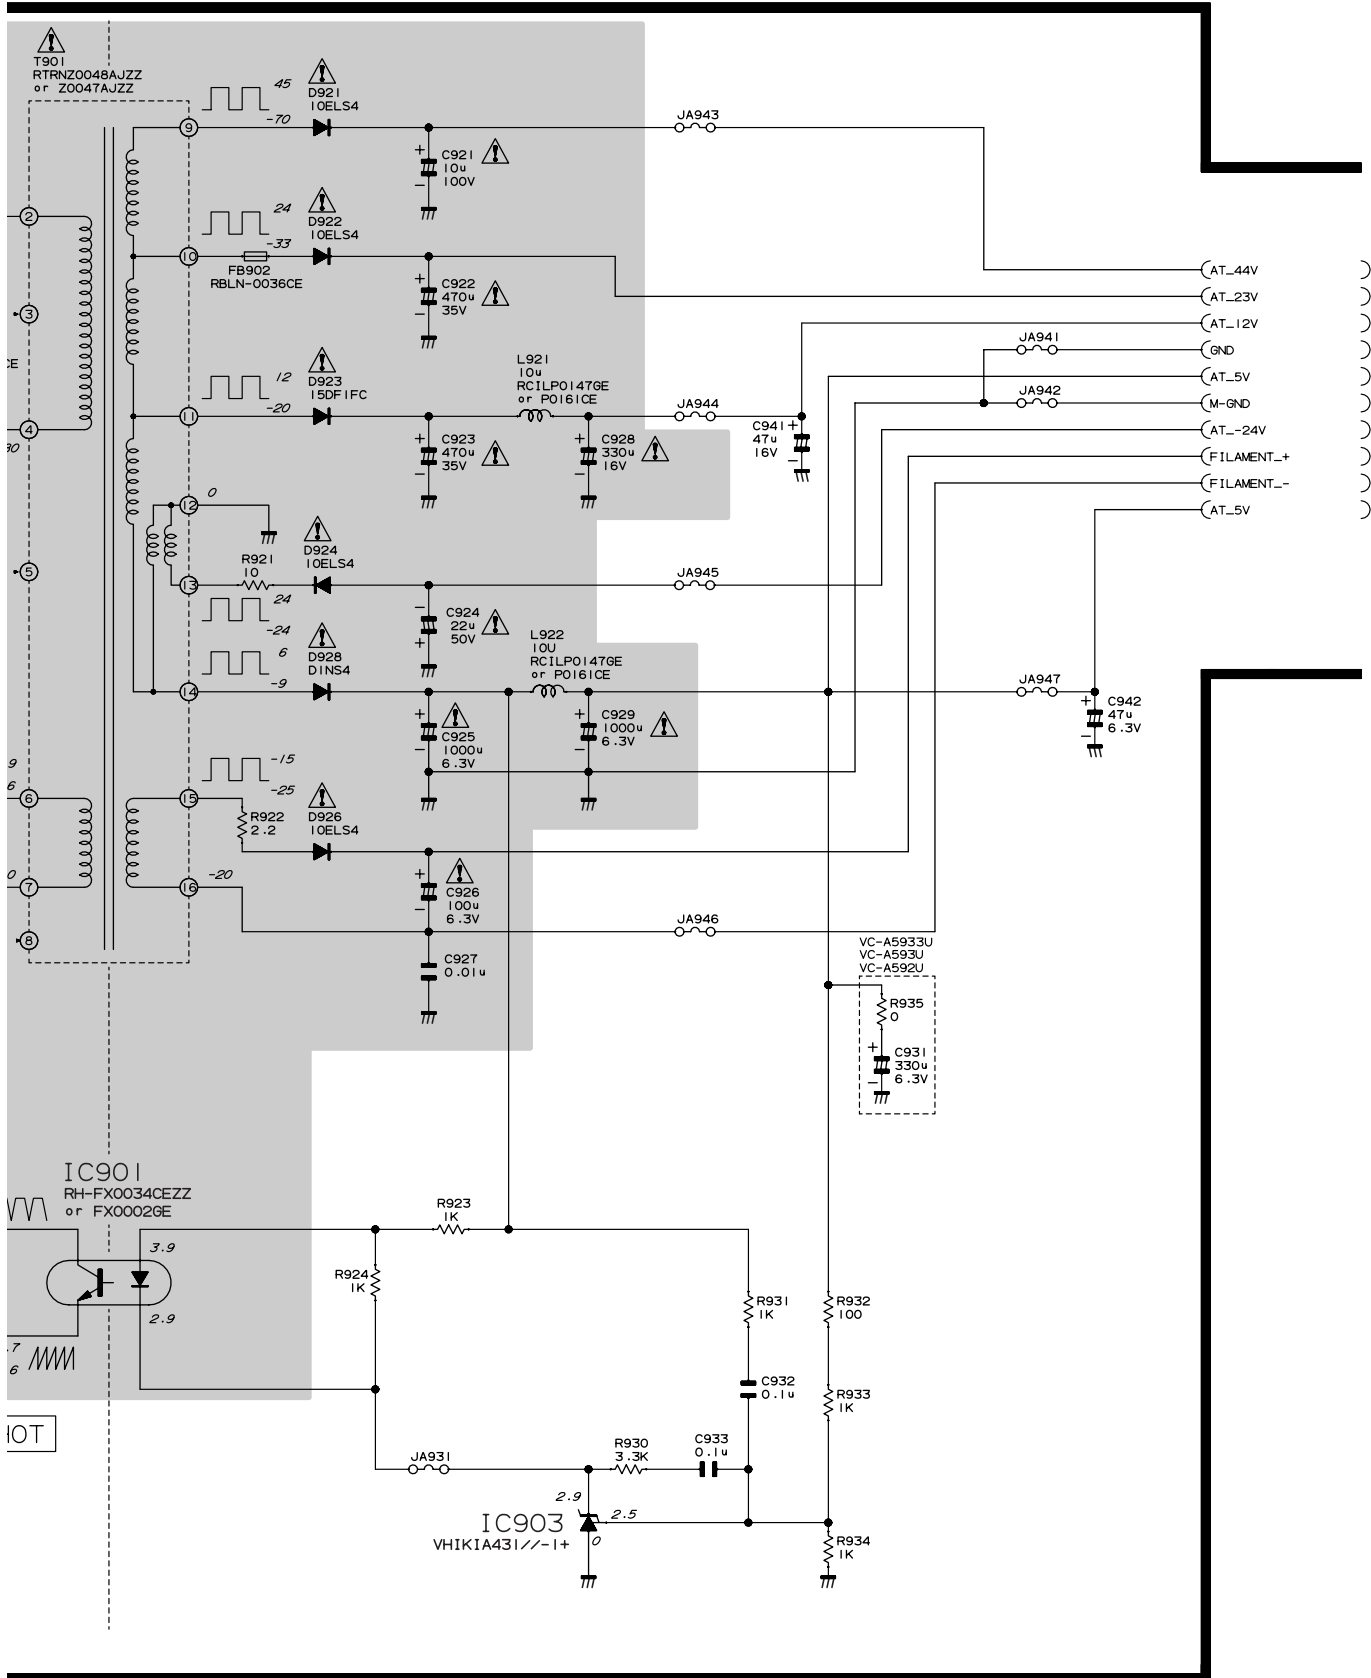 T901
RTRNZ0048AJZZ
or Z0047AJZZ
45
-70
D921
10ELS4
JA943
C921
10u
100V
9
2
24
-33
D922
10ELS4
10
FB902
RBLN-0036CE
C922
470u
35V
3
AT_44V
AT_23V
AT_12V
GND
AT_5V
M-GND
AT_-24V
FILAMENT_+
FILAMENT_-
AT_5V
JA941
JA942
CE
12
-20
D923
15DF1FC
L921
10u
RCILP0147GE
or P0161CE
JA944
11
4
C923
470u
35V
C928
330u
16V
C941
47u
16V
0
12
D924
10ELS4
R921
10
5
13
JA945
24
-24
C924
22u
50V
6
-9
D928
D1NS4
L922
10U
RCILP0147GE
or P0161CE
14
JA947
C925
1000u
6.3V
C929
1000u
6.3V
C942
47u
6.3V
9
6
-15
-25
6
15
R922
2.2
D926
10ELS4
0
7
-20
16
C926
100u
6.3V
JA946
8
C927
0.01u
VC-A5933U
VC-A593U
VC-A592U
R935
0
C931
330u
6.3V
IC901
RH-FX0034CEZZ
or FX0002GE
R923
1K
3.9
R924
1K
2.9
R931
1K
R932
100
.7
6
C932
0.1u
R933
1K
JA931
R930
3.3K
C933
0.1u
2.9
2.5
0
IC903
VHIKIA431//-1+
R934
1K